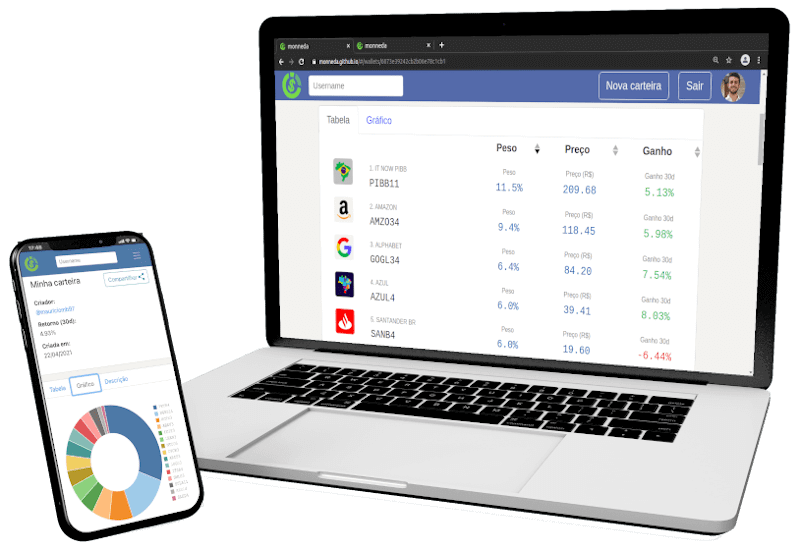 monneda
monneda
monneda.github.io
Username
Nova carteira
Sair
Tabela
Gráfico
Peso
Preço
Ganho
1. IT NOW PIBB
PIBB11
Peso
11.5%
Preço (R$)
209.68
Ganho 30d
5.13%
2. AMAZON
AMZO34
Peso
9.4%
Preço (R$)
118.45
Ganho 30d
5.98%
3. ALPHABET
GOGL34
Peso
6.4%
Preço (R$)
84.20
Ganho 30d
7.54%
4. AZUL
AZUL4
Peso
6.0%
Preço (R$)
39.41
Ganho 30d
8.03%
5. SANTANDER BR
SANB4
Peso
6.0%
Preço (R$)
19.60
Ganho 30d
-6.44%
Username
Minha carteira
Compartilhar
Criador:
Retorno (30d):
4.93%
Criada em:
22/04/2021
Tabela
Gráfico
Descrição